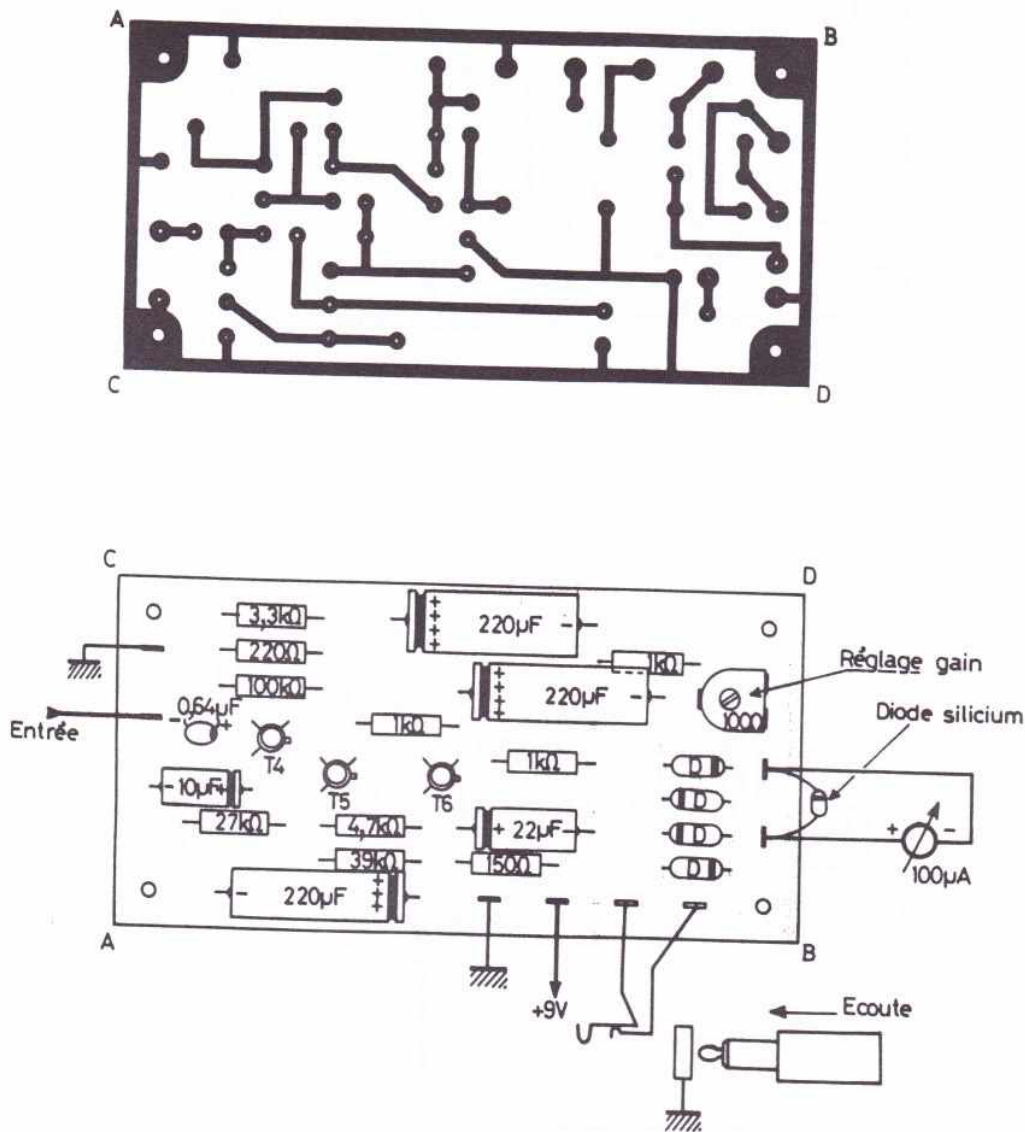 A
B
C
D
C
D
3,3kΩ
220Ω
100kΩ
220µF
1kΩ
220µF
Réglage gain
Diode silicium
0,64µF
Entrée
T4
1kΩ
1kΩ
1000
D
D
D
D
10µF
T5
T6
27kΩ
4,7kΩ
22µF
39kΩ
150Ω
220µF
100µA
A
B
+9V
Ecoute